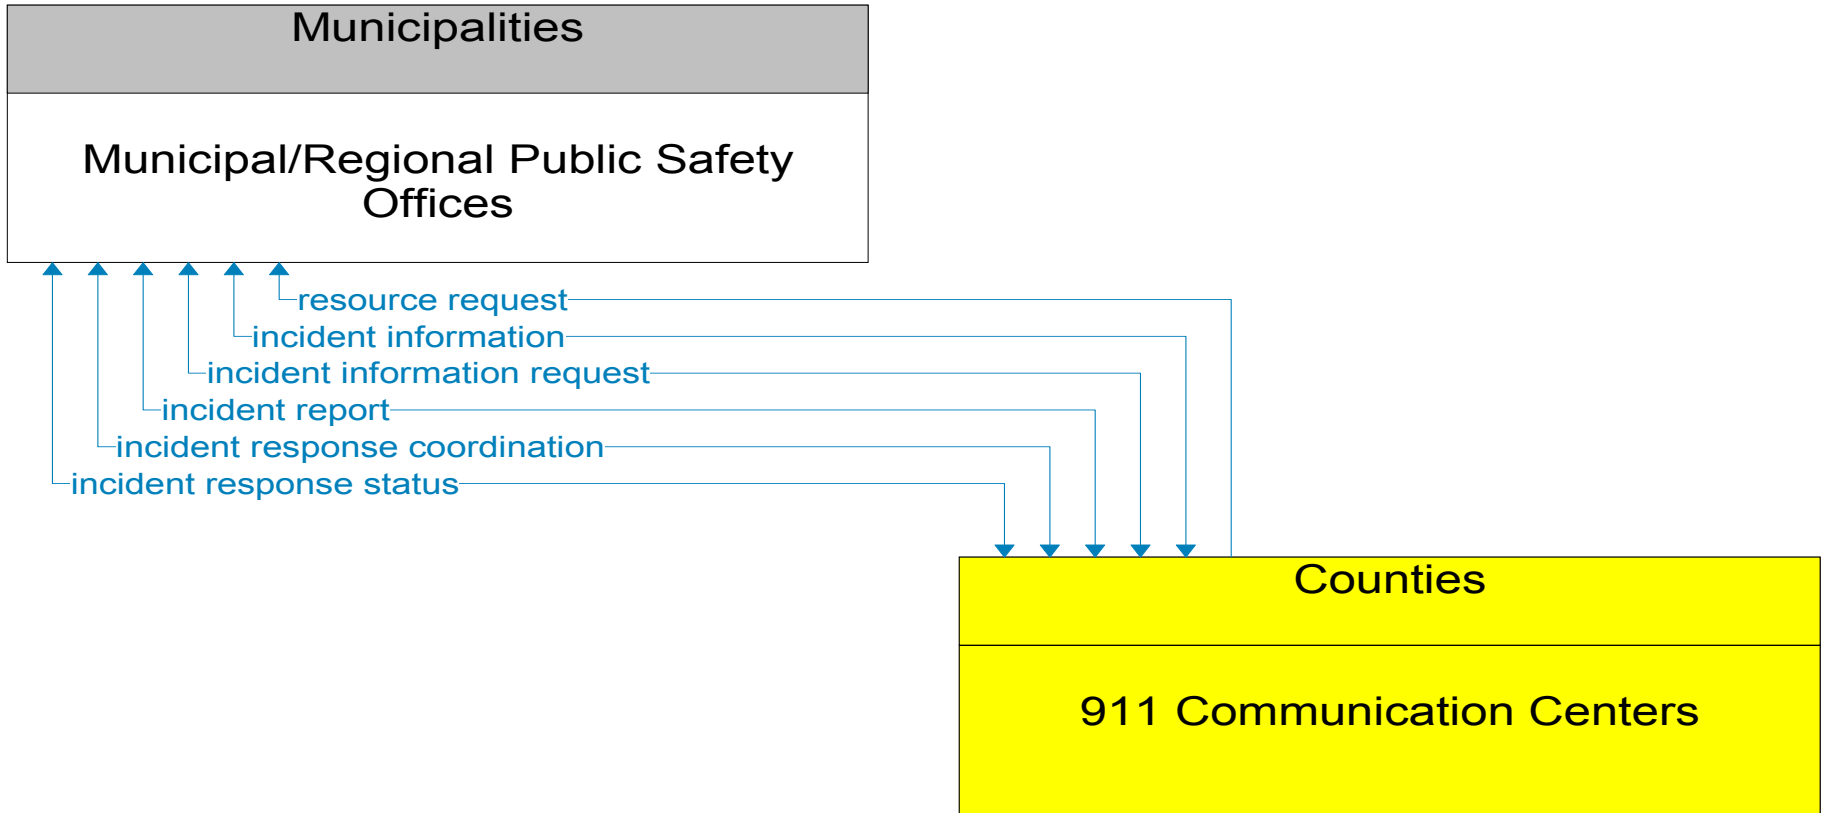 Municipalities
Municipal/Regional Public Safety
Offices
resource request
incident information
incident information request
incident report
incident response coordination
incident response status
Counties
911 Communication Centers